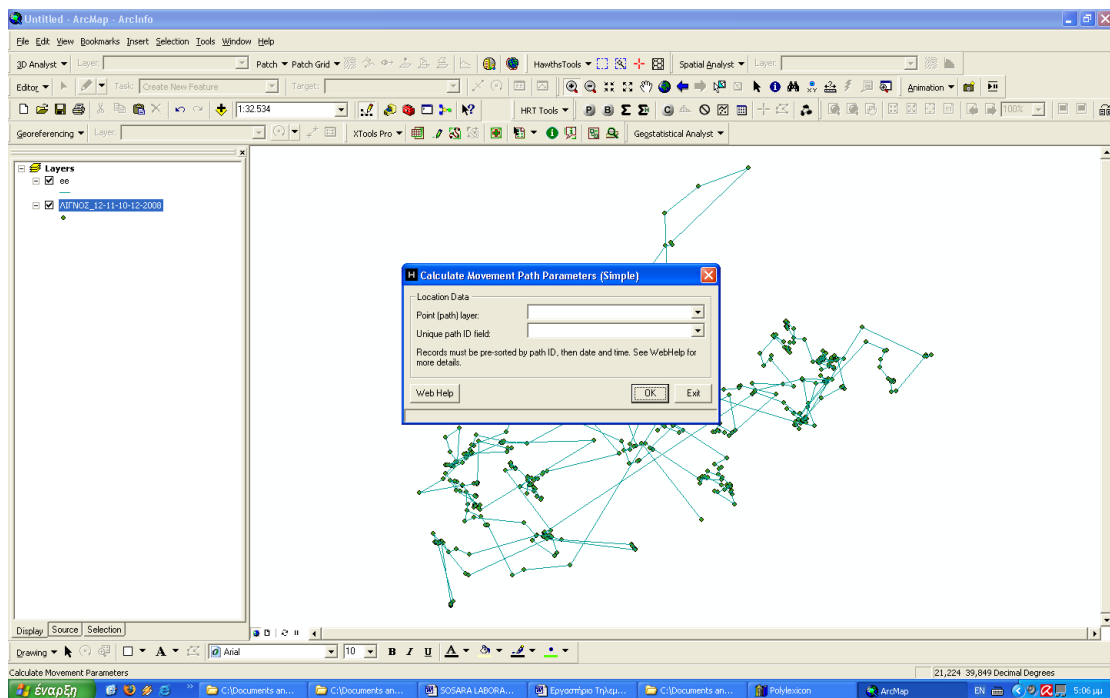 Untitled - ArcMap - ArcInfo
File Edit View Bookmarks Insert Selection Tools Window Help
3D Analyst Layer: Patch Patch Grid HawthsTools Spatial Analyst Layer:
Editor Task: Create New Feature Target: Animation
1:32.534 HRT Tools 100%
Georeferencing Layer: XTools Pro Geostatistical Analyst
Layers
ee
ΛΙΓΝΟΣ_12-11-10-12-2008
Calculate Movement Path Parameters (Simple)
Location Data
Point (path) layer:
Unique path ID field:
Records must be pre-sorted by path ID, then date and time. See WebHelp for
more details.
Web Help OK Exit
Display Source Selection
Drawing A Arial 10 B I U A
Calculate Movement Parameters 21,224 39,849 Decimal Degrees
έναρξη C:\Documents an... C:\Documents an... SOSARA LABORA... Εργαστήριο Τηλεμ... C:\Documents an... Polylexicon ArcMap EN 5:06 μμ